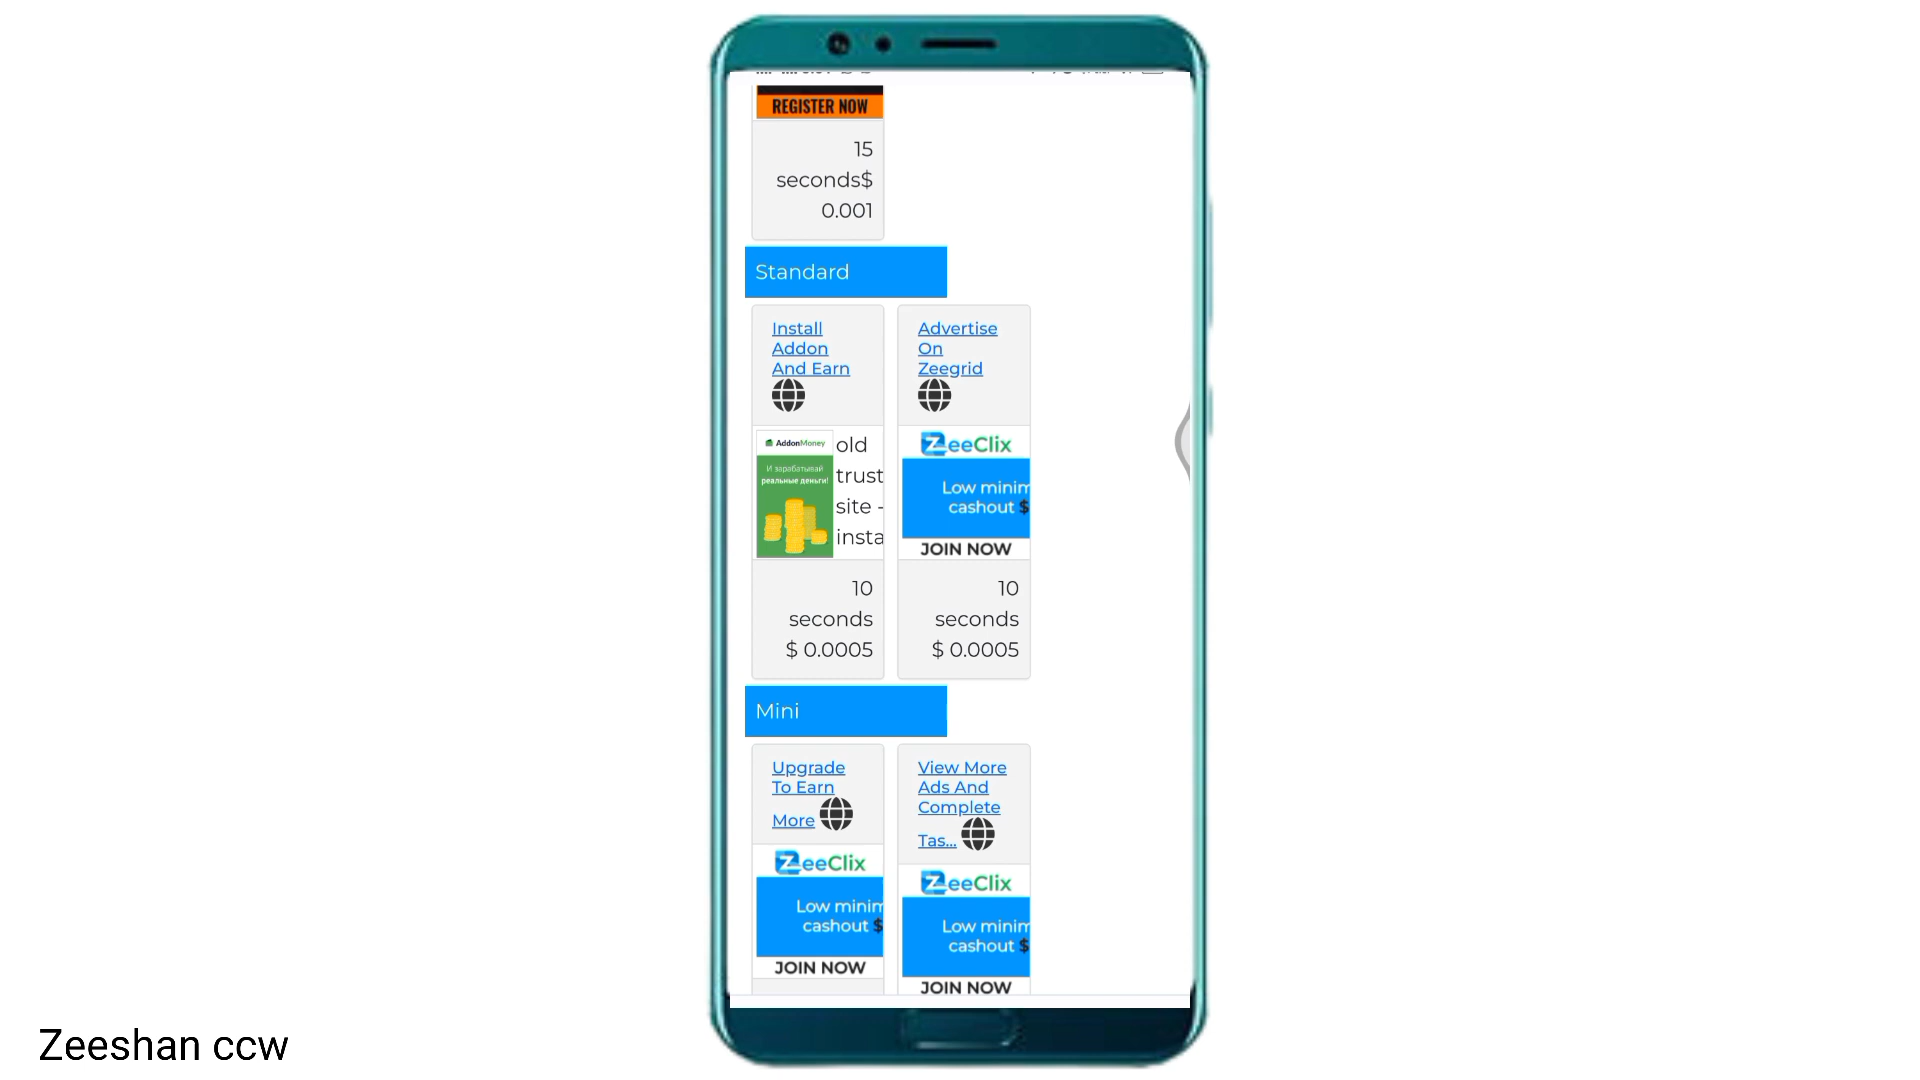 REGISTER NOW
15
seconds$
0.001
Standard
Install
Addon
And Earn
AddonMoney
И зарабатывай
реальные деньги!
old
trust
site -
insta
10
seconds
$ 0.0005
Advertise
On
Zeegrid
ZeeClix
Low minim
cashout $
JOIN NOW
10
seconds
$ 0.0005
Mini
Upgrade
To Earn
More
ZeeClix
Low minim
cashout $
JOIN NOW
View More
Ads And
Complete
Tas...
ZeeClix
Low minim
cashout $
JOIN NOW
Zeeshan ccw